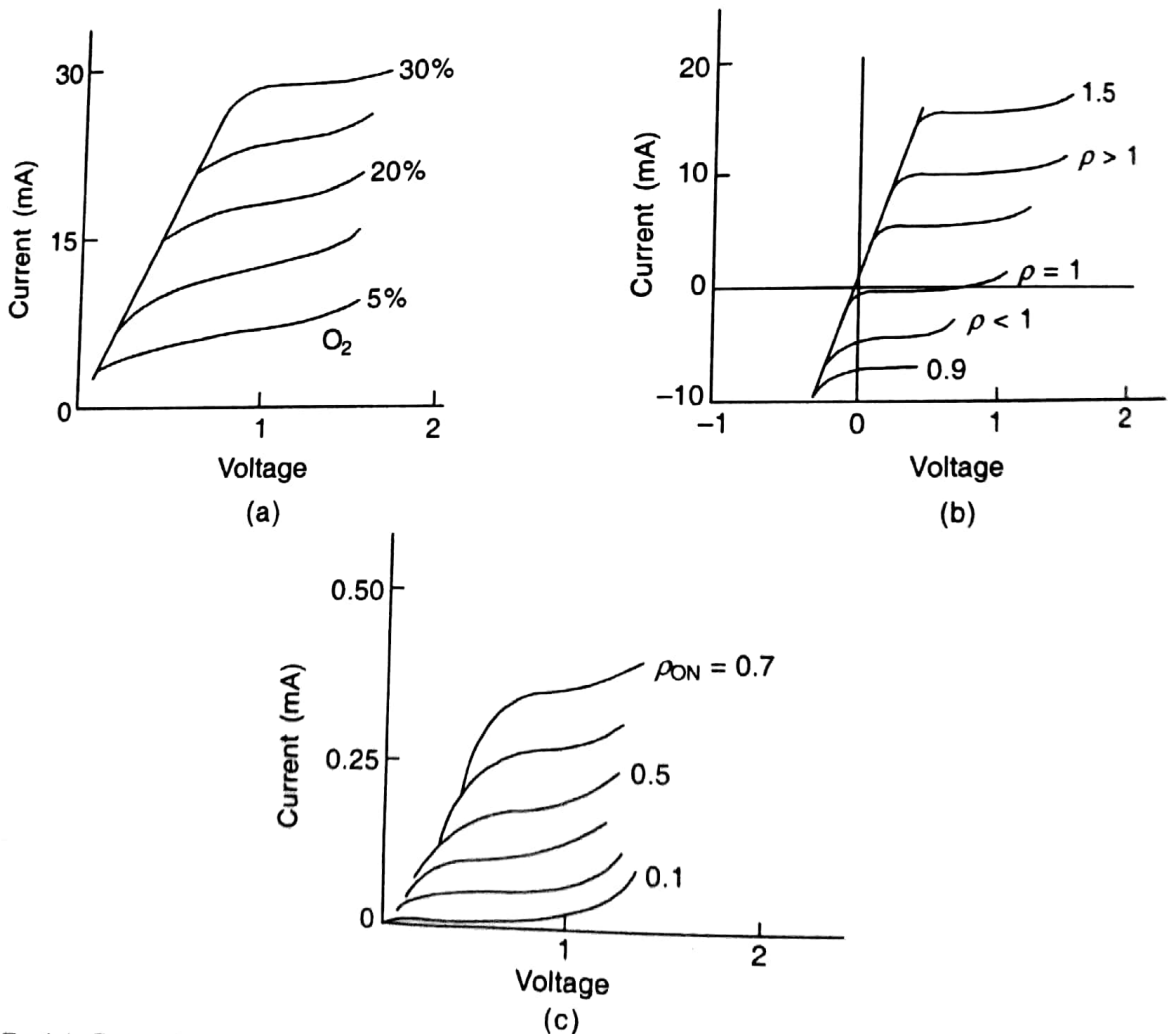 30
15
0
Current (mA)
30%
20%
5%
O₂
1
2
Voltage
(a)
20
10
0
−10
Current (mA)
1.5
ρ > 1
ρ = 1
ρ < 1
0.9
−1
0
1
2
Voltage
(b)
0.50
0.25
0
Current (mA)
ρON = 0.7
0.5
0.1
1
2
Voltage
(c)